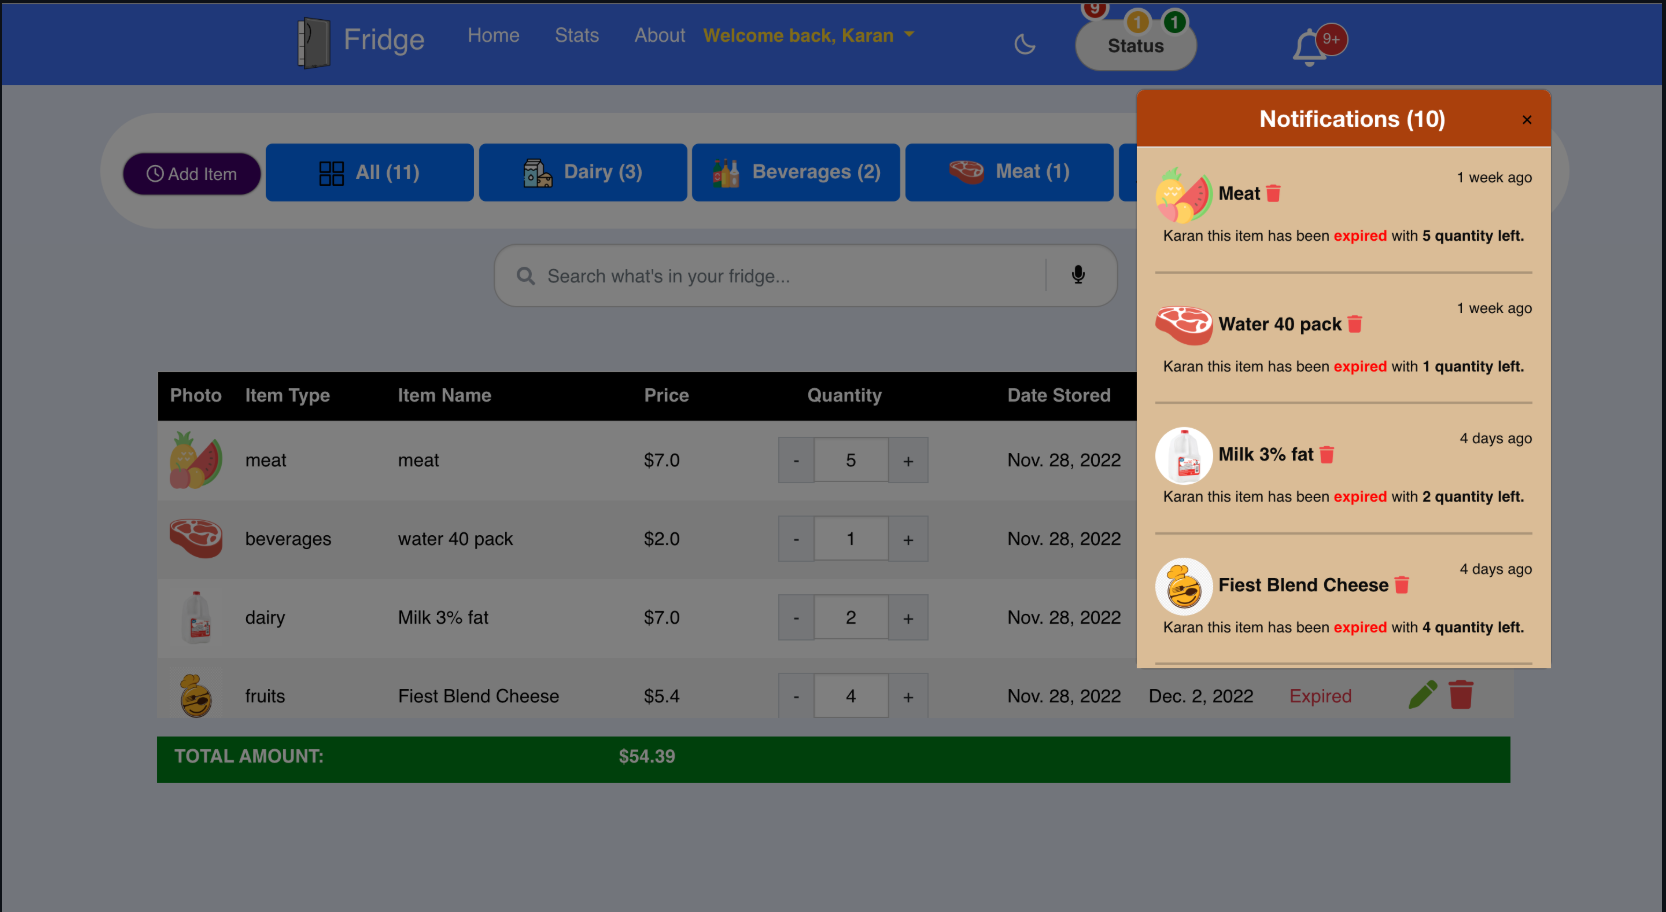 Fridge
Home
Stats
About
Welcome back, Karan
9
1
1
Status
9+
Add Item
All (11)
Dairy (3)
Beverages (2)
Meat (1)
Search what's in your fridge...
Photo Item Type Item Name Price Quantity Date Stored
meat meat $7.0 - 5 + Nov. 28, 2022
beverages water 40 pack $2.0 - 1 + Nov. 28, 2022
dairy Milk 3% fat $7.0 - 2 + Nov. 28, 2022
fruits Fiest Blend Cheese $5.4 - 4 + Nov. 28, 2022 Dec. 2, 2022 Expired
TOTAL AMOUNT: $54.39
Notifications (10) ×
1 week ago
Meat
Karan this item has been expired with 5 quantity left.
1 week ago
Water 40 pack
Karan this item has been expired with 1 quantity left.
4 days ago
Milk 3% fat
Karan this item has been expired with 2 quantity left.
4 days ago
Fiest Blend Cheese
Karan this item has been expired with 4 quantity left.